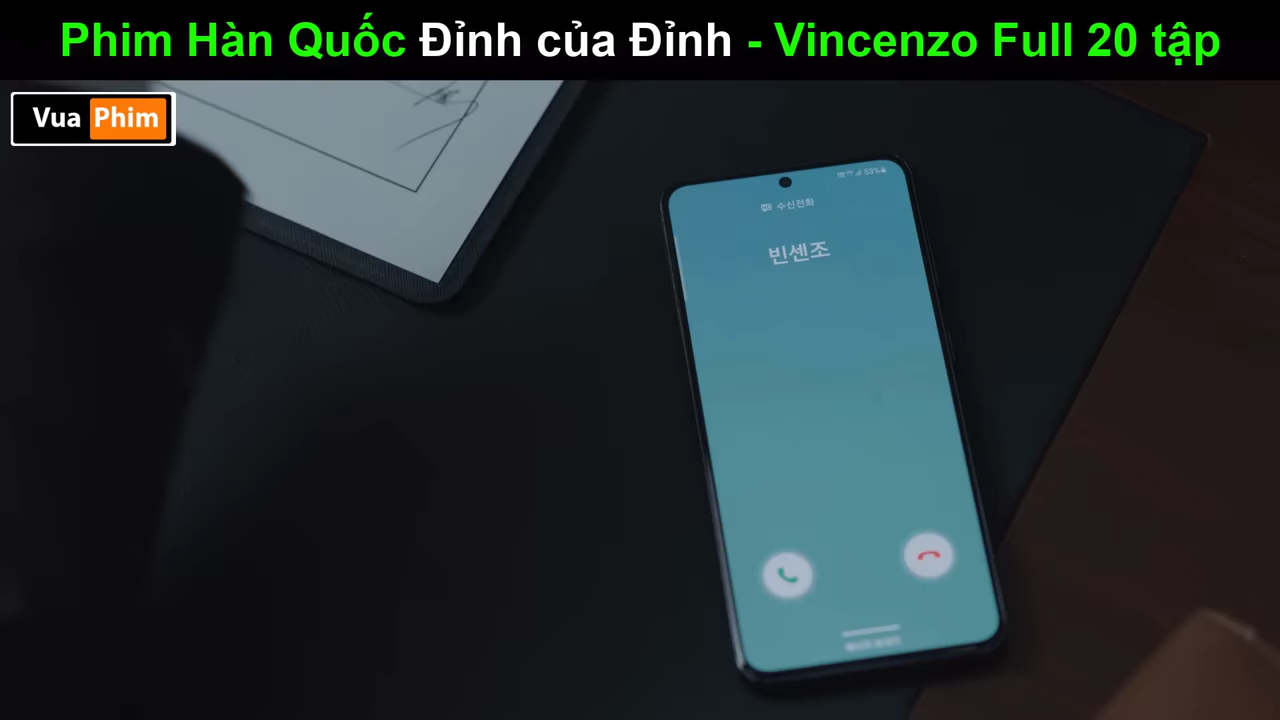 Phim Hàn Quốc Đỉnh của Đỉnh - Vincenzo Full 20 tập
Vua Phim
53%
수신전화
빈센조